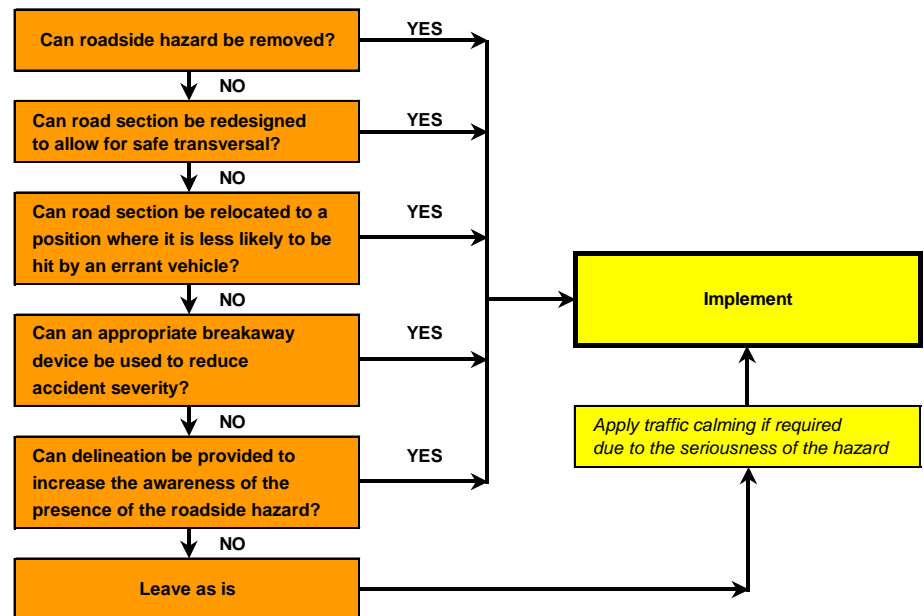 Can roadside hazard be removed?
YES
NO
Can road section be redesigned
to allow for safe transversal?
YES
NO
Can road section be relocated to a
position where it is less likely to be
hit by an errant vehicle?
YES
NO
Can an appropriate breakaway
device be used to reduce
accident severity?
YES
NO
Can delineation be provided to
increase the awareness of the
presence of the roadside hazard?
YES
NO
Leave as is
Implement
Apply traffic calming if required
due to the seriousness of the hazard